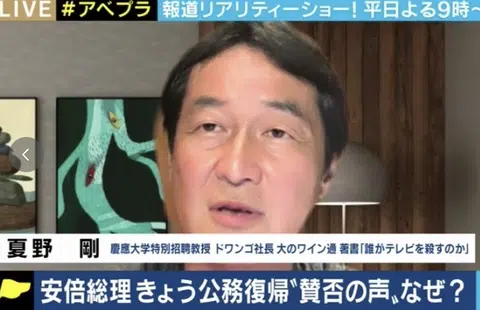 LIVE #アベプラ 報道リアリティーショー!平日よる9時~
夏野 剛 慶應大学特別招聘教授 ドワンゴ社長 大のワイン通 著書「誰がテレビを殺すのか」
安倍総理 きょう公務復帰“賛否の声”なぜ?